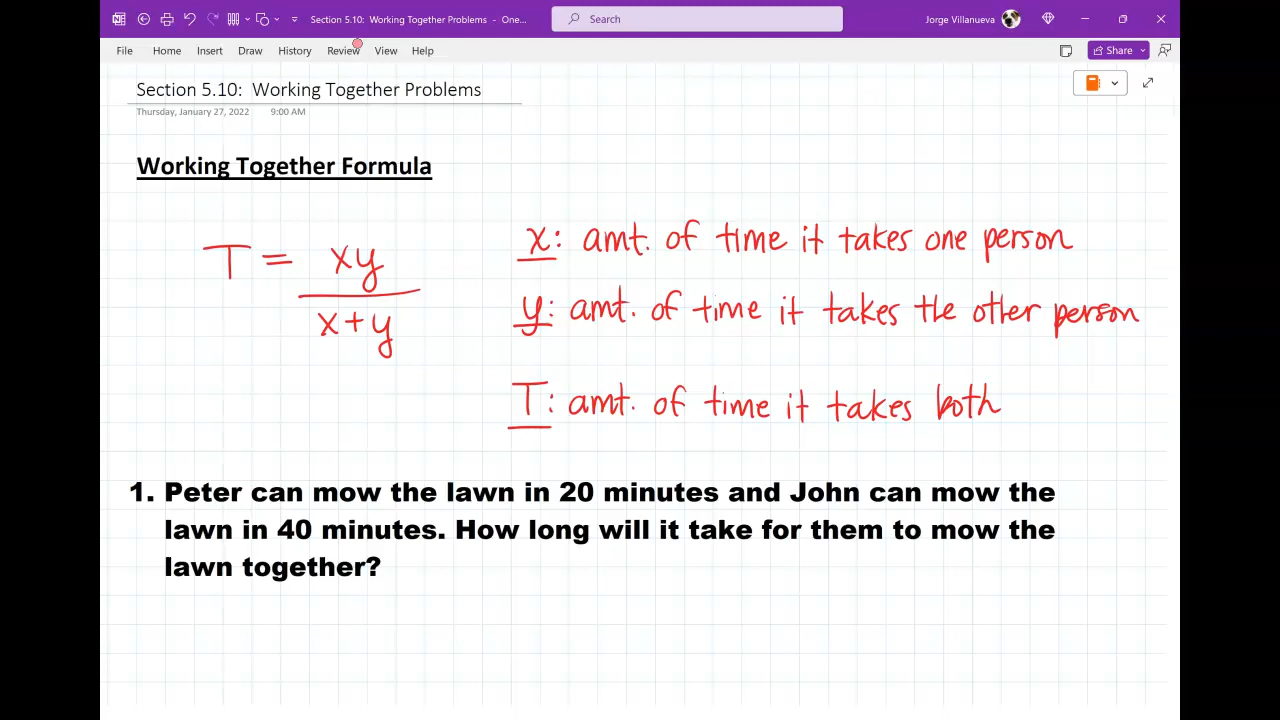 Section 5.10: Working Together Problems - One...
Search
Jorge Villanueva
File Home Insert Draw History Review View Help
Share
Section 5.10: Working Together Problems
Thursday, January 27, 2022 9:00 AM
Working Together Formula
T = xy
x+y
x: amt. of time it takes one person
y: amt. of time it takes the other person
T: amt. of time it takes both
1. Peter can mow the lawn in 20 minutes and John can mow the
lawn in 40 minutes. How long will it take for them to mow the
lawn together?